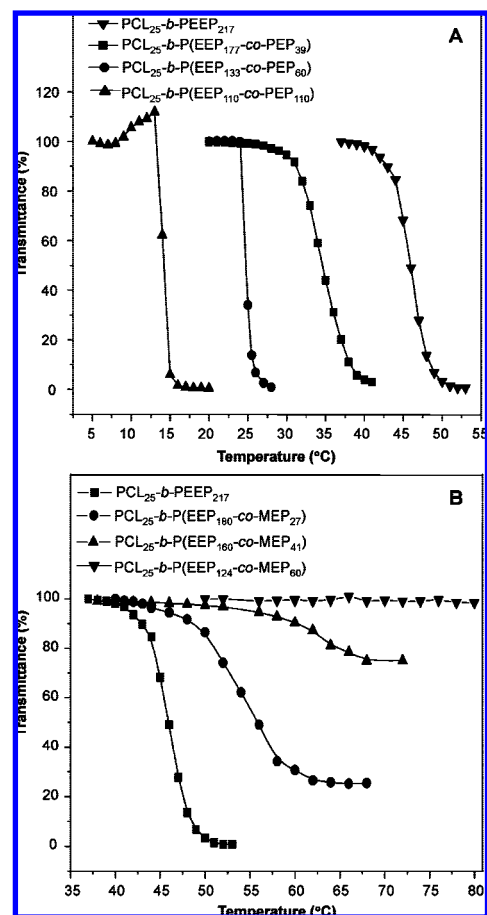 PCL25-b-PEEP217
PCL25-b-P(EEP177-co-PEP39)
PCL25-b-P(EEP133-co-PEP60)
PCL25-b-P(EEP110-co-PEP110)
A
120
100
80
60
40
20
0
Transmittance (%)
5 10 15 20 25 30 35 40 45 50 55
Temperature (°C)
PCL25-b-PEEP217
PCL25-b-P(EEP180-co-MEP27)
PCL25-b-P(EEP160-co-MEP41)
PCL25-b-P(EEP124-co-MEP60)
B
100
80
60
40
20
0
Transmittance (%)
35 40 45 50 55 60 65 70 75 80
Temperature (°C)